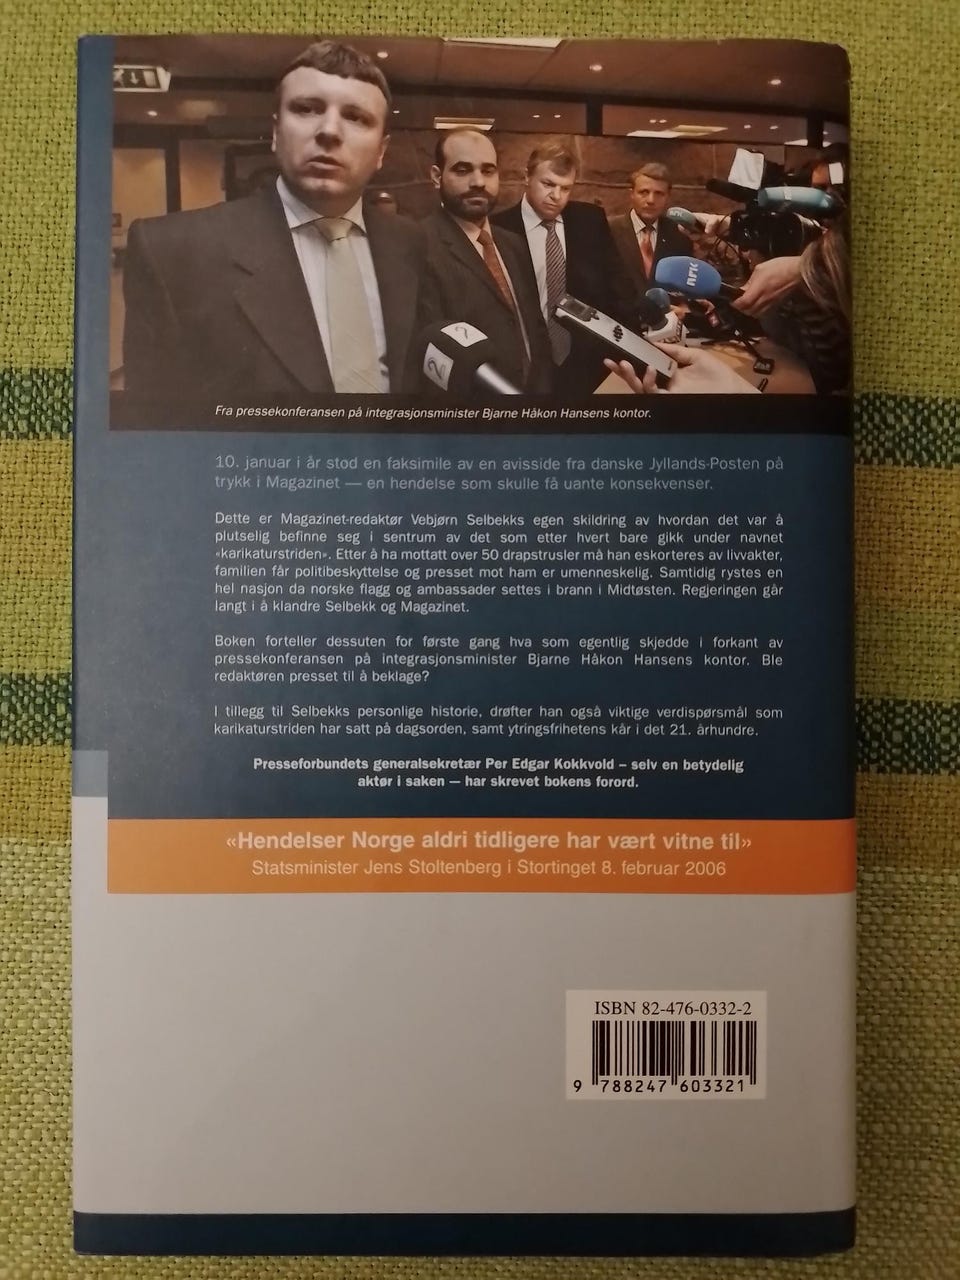 NRK
NRK
2
2
Fra pressekonferansen på integrasjonsminister Bjarne Håkon Hansens kontor.
10. januar i år stod en faksimile av en avisside fra danske Jyllands-Posten på
trykk i Magazinet — en hendelse som skulle få uante konsekvenser.
Dette er Magazinet-redaktør Vebjørn Selbekks egen skildring av hvordan det var å
plutselig befinne seg i sentrum av det som etter hvert bare gikk under navnet
«karikaturstriden». Etter å ha mottatt over 50 drapstrusler må han eskorteres av livvakter,
familien får politibeskyttelse og presset mot ham er umenneskelig. Samtidig rystes en
hel nasjon da norske flagg og ambassader settes i brann i Midtøsten. Regjeringen går
langt i å klandre Selbekk og Magazinet.
Boken forteller dessuten for første gang hva som egentlig skjedde i forkant av
pressekonferansen på integrasjonsminister Bjarne Håkon Hansens kontor. Ble
redaktøren presset til å beklage?
I tillegg til Selbekks personlige historie, drøfter han også viktige verdispørsmål som
karikaturstriden har satt på dagsorden, samt ytringsfrihetens kår i det 21. århundre.
Presseforbundets generalsekretær Per Edgar Kokkvold – selv en betydelig
aktør i saken — har skrevet bokens forord.
«Hendelser Norge aldri tidligere har vært vitne til»
Statsminister Jens Stoltenberg i Stortinget 8. februar 2006
ISBN 82-476-0332-2
9 788247 603321